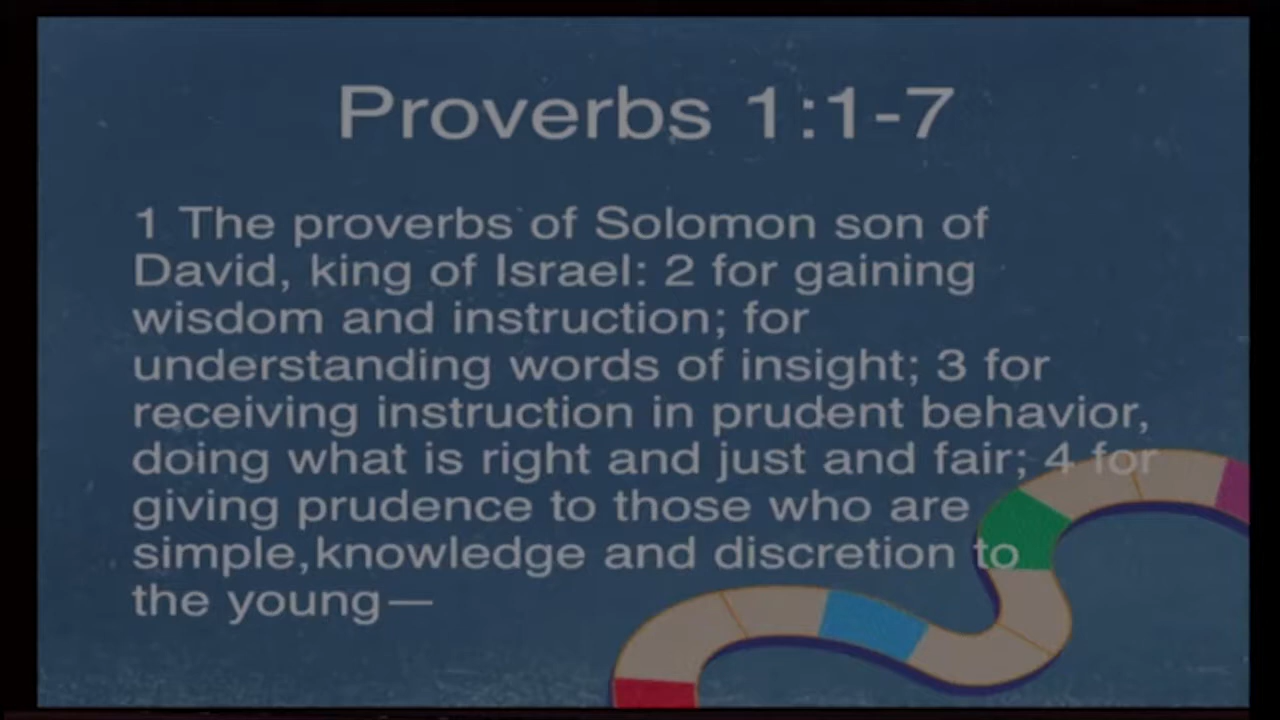 Proverbs 1:1-7
1 The proverbs of Solomon son of
David, king of Israel: 2 for gaining
wisdom and instruction; for
understanding words of insight; 3 for
receiving instruction in prudent behavior,
doing what is right and just and fair; 4 for
giving prudence to those who are
simple,knowledge and discretion to
the young—